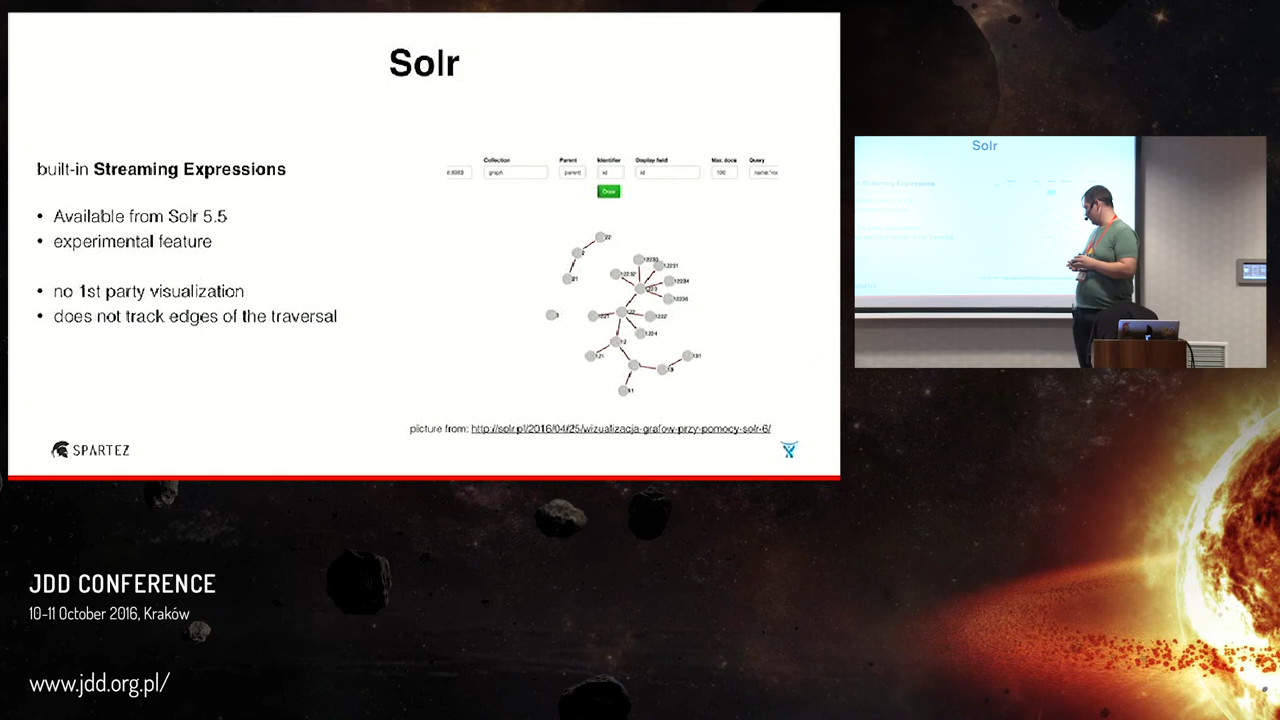 Solr
built-in Streaming Expressions
• Available from Solr 5.5
• experimental feature
• no 1st party visualization
• does not track edges of the traversal
Collection Parent Identifier Display field Max docs Query
graph parent id id 100
Draw
picture from: http://solr.pl/2016/04/25/wizualizacja-grafow-przy-pomocy-solr-6/
SPARTEZ
Solr
JDD CONFERENCE
10-11 October 2016, Kraków
www.jdd.org.pl/